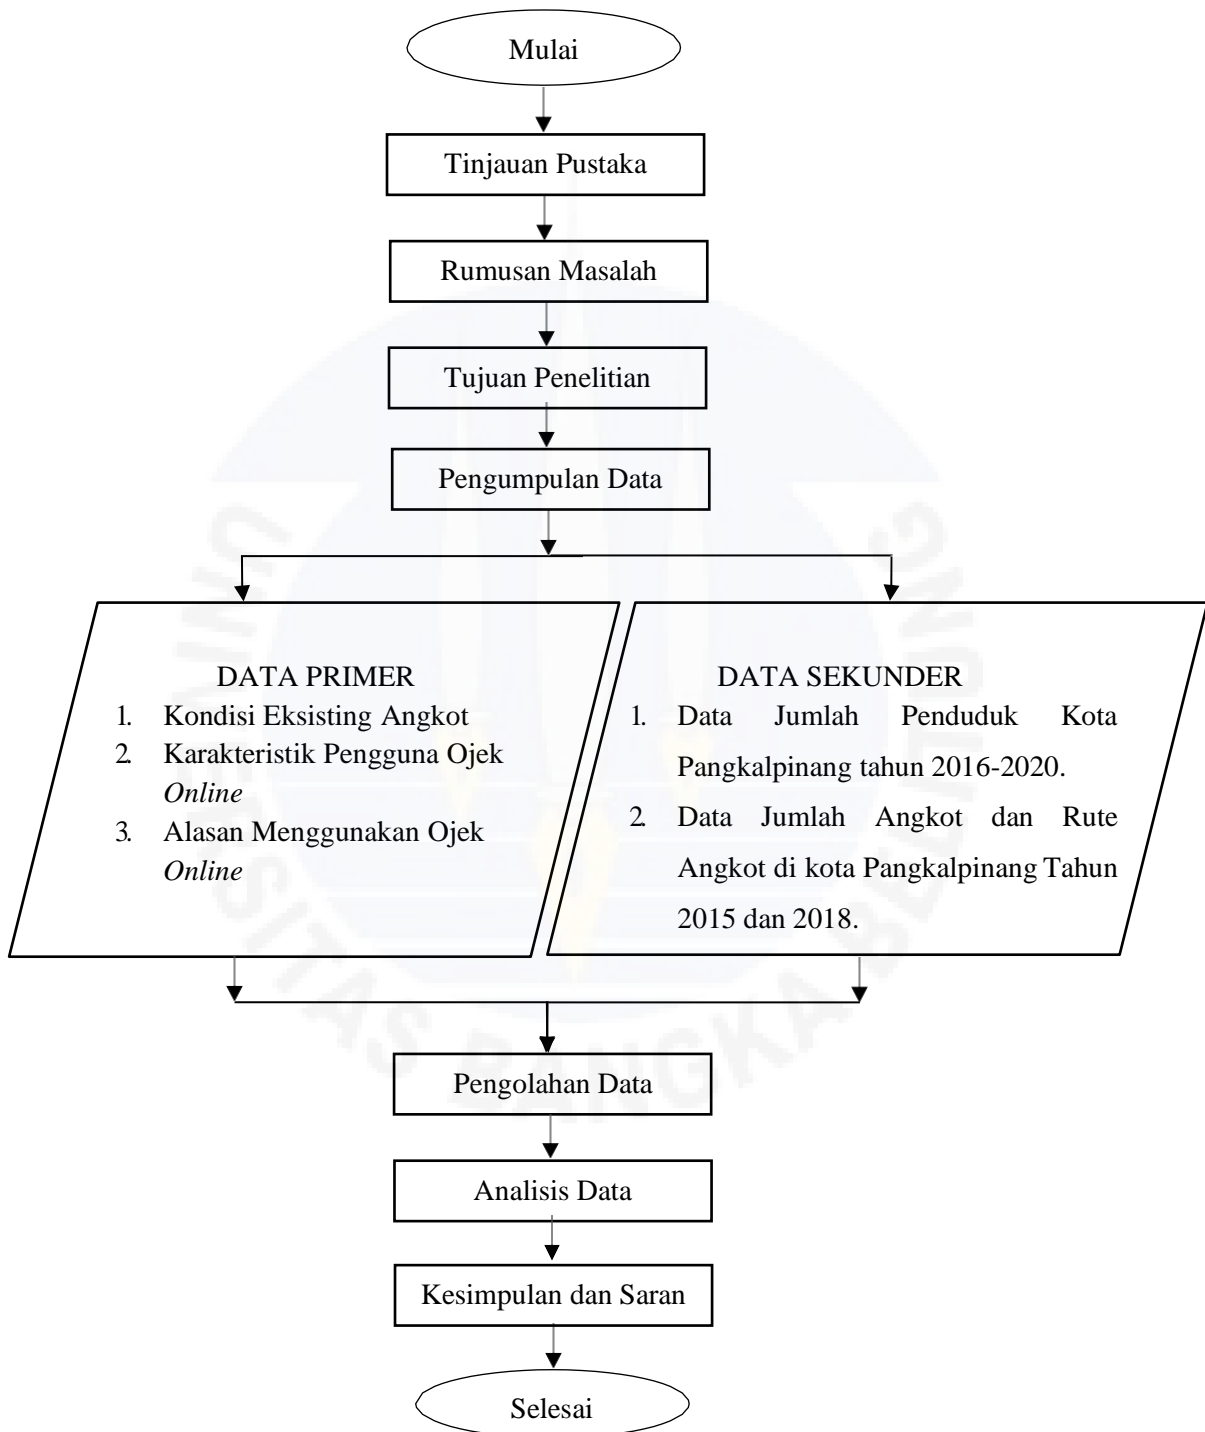 Mulai
Tinjauan Pustaka
Rumusan Masalah
Tujuan Penelitian
Pengumpulan Data
DATA PRIMER
1. Kondisi Eksisting Angkot
2. Karakteristik Pengguna Ojek
Online
3. Alasan Menggunakan Ojek
Online
DATA SEKUNDER
1. Data Jumlah Penduduk Kota
Pangkalpinang tahun 2016-2020.
2. Data Jumlah Angkot dan Rute
Angkot di kota Pangkalpinang Tahun
2015 dan 2018.
Pengolahan Data
Analisis Data
Kesimpulan dan Saran
Selesai
UNIVERSITAS BANGKA BELITUNG